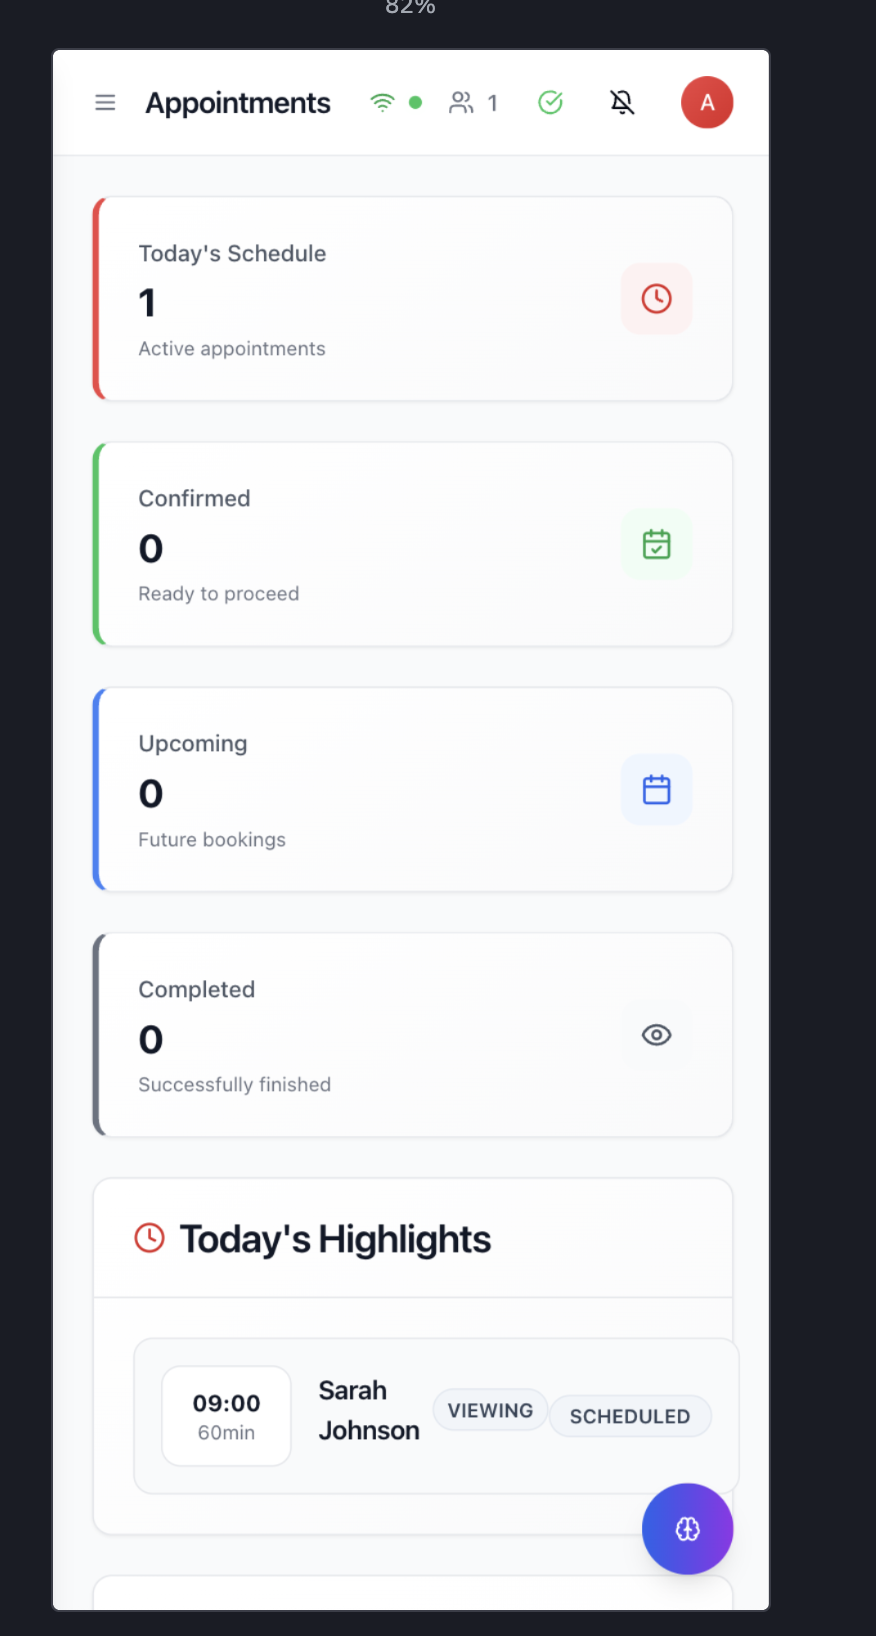 82%
Appointments 1 A
Today's Schedule
1
Active appointments
Confirmed
0
Ready to proceed
Upcoming
0
Future bookings
Completed
0
Successfully finished
Today's Highlights
09:00
60min
Sarah
Johnson
VIEWING
SCHEDULED